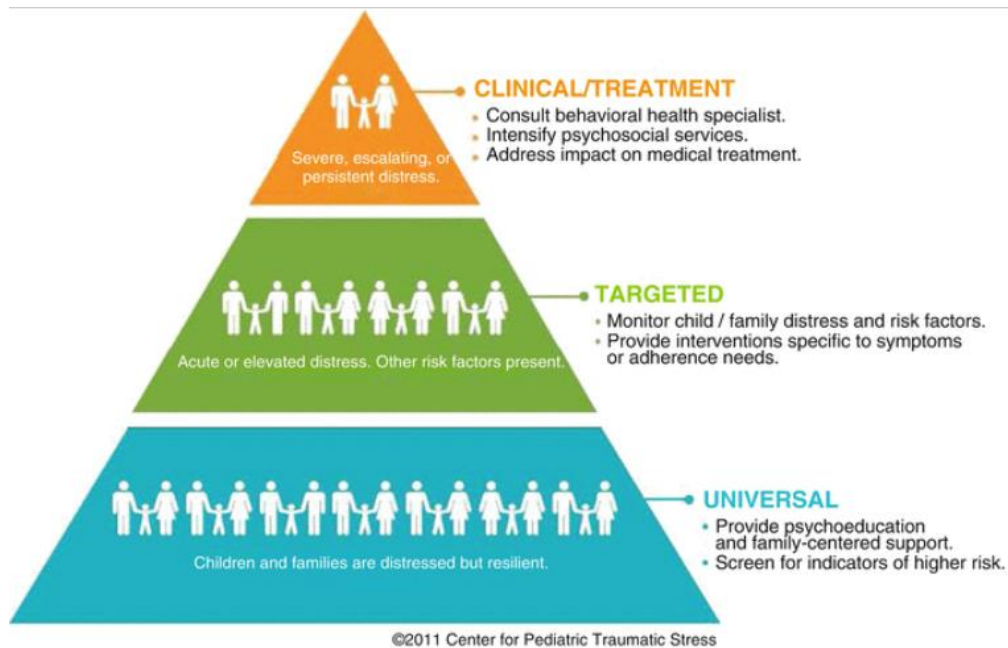 CLINICAL/TREATMENT
• Consult behavioral health specialist.
• Intensify psychosocial services.
• Address impact on medical treatment.
Severe, escalating, or
persistent distress.
TARGETED
• Monitor child / family distress and risk factors.
• Provide interventions specific to symptoms
or adherence needs.
Acute or elevated distress. Other risk factors present.
UNIVERSAL
• Provide psychoeducation
and family-centered support.
• Screen for indicators of higher risk.
Children and families are distressed but resilient.
©2011 Center for Pediatric Traumatic Stress